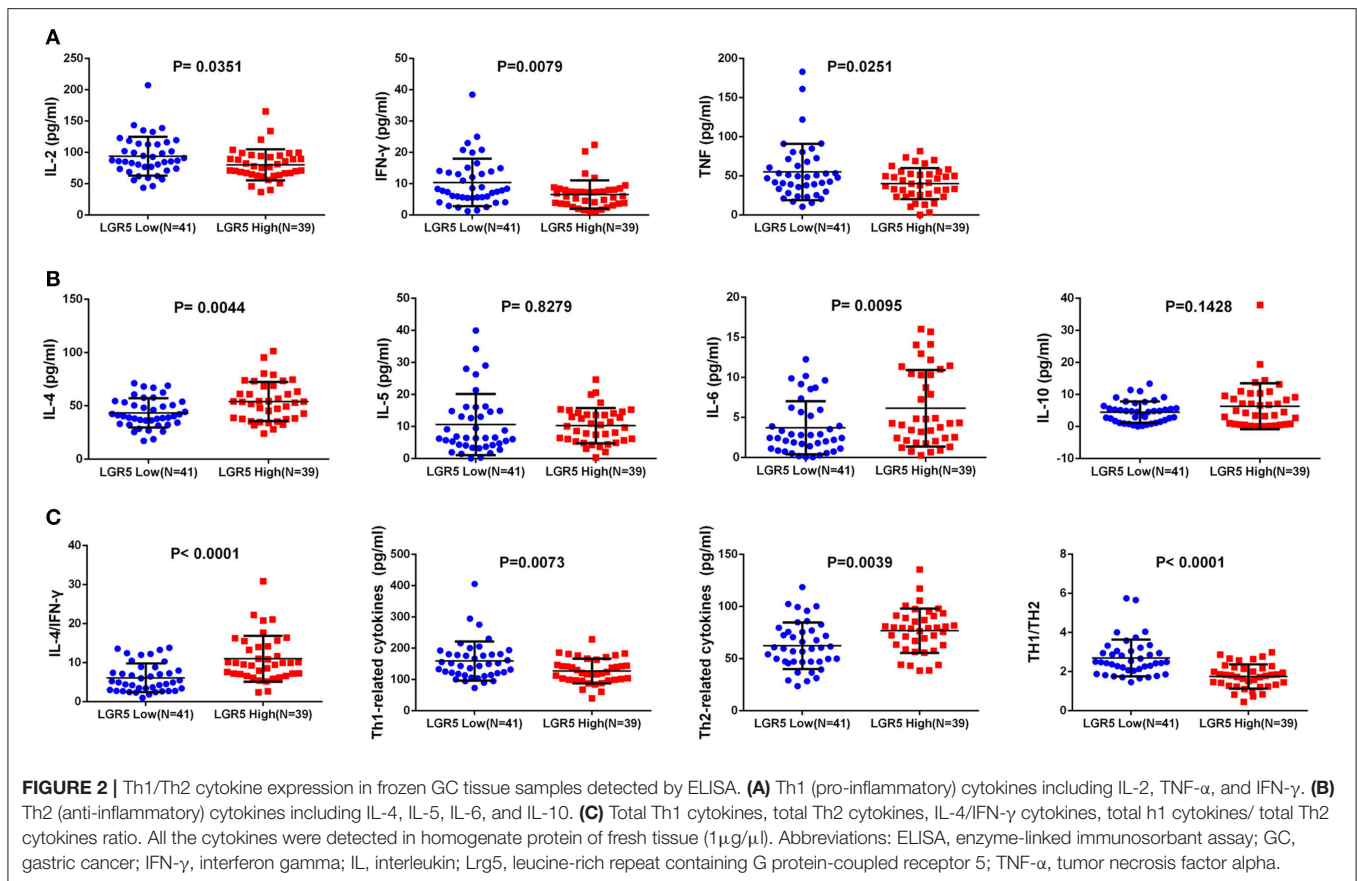 A
P= 0.0351
IL-2 (pg/ml)
250
200
150
100
50
0
LGR5 Low(N=41) LGR5 High(N=39)
P=0.0079
IFN-γ (pg/ml)
50
40
30
20
10
0
LGR5 Low(N=41) LGR5 High(N=39)
P=0.0251
TNF (pg/ml)
200
150
100
50
0
LGR5 Low(N=41) LGR5 High(N=39)
B
P= 0.0044
IL-4 (pg/ml)
150
100
50
0
LGR5 Low(N=41) LGR5 High(N=39)
P= 0.8279
IL-5 (pg/ml)
50
40
30
20
10
0
LGR5 Low(N=41) LGR5 High(N=39)
P= 0.0095
IL-6 (pg/ml)
20
15
10
5
0
LGR5 Low(N=41) LGR5 High(N=39)
P=0.1428
IL-10 (pg/ml)
50
40
30
20
10
0
-10
LGR5 Low(N=41) LGR5 High(N=39)
C
P< 0.0001
IL-4/IFN-γ
40
30
20
10
0
LGR5 Low(N=41) LGR5 High(N=39)
P=0.0073
Th1-related cytokines (pg/ml)
500
400
300
200
100
0
LGR5 Low(N=41) LGR5 High(N=39)
P=0.0039
Th2-related cytokines (pg/ml)
150
100
50
0
LGR5 Low(N=41) LGR5 High(N=39)
P< 0.0001
TH1/TH2
8
6
4
2
0
LGR5 Low(N=41) LGR5 High(N=39)
FIGURE 2 | Th1/Th2 cytokine expression in frozen GC tissue samples detected by ELISA. (A) Th1 (pro-inflammatory) cytokines including IL-2, TNF-α, and IFN-γ. (B)
Th2 (anti-inflammatory) cytokines including IL-4, IL-5, IL-6, and IL-10. (C) Total Th1 cytokines, total Th2 cytokines, IL-4/IFN-γ cytokines, total h1 cytokines/ total Th2
cytokines ratio. All the cytokines were detected in homogenate protein of fresh tissue (1μg/μl). Abbreviations: ELISA, enzyme-linked immunosorbant assay; GC,
gastric cancer; IFN-γ, interferon gamma; IL, interleukin; Lrg5, leucine-rich repeat containing G protein-coupled receptor 5; TNF-α, tumor necrosis factor alpha.